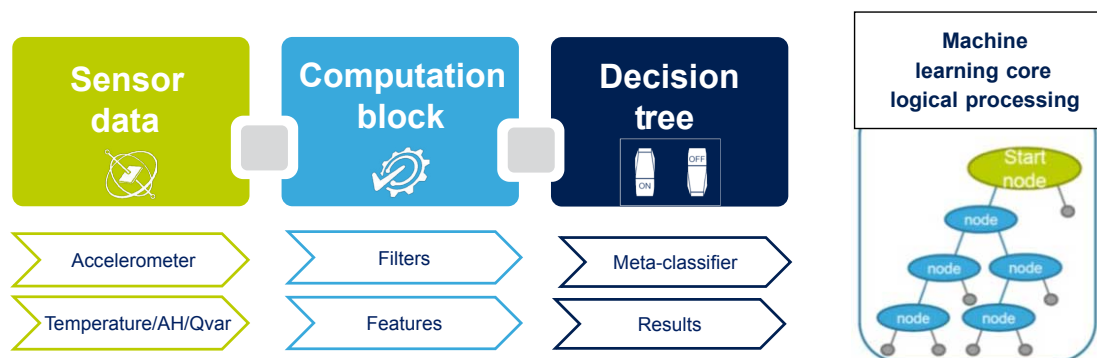 Sensor
data
Computation
block
Decision
tree
ON
OFF
Accelerometer
Filters
Meta-classifier
Temperature/AH/Qvar
Features
Results
Machine
learning core
logical processing
Start
node
node
node
node
node
node